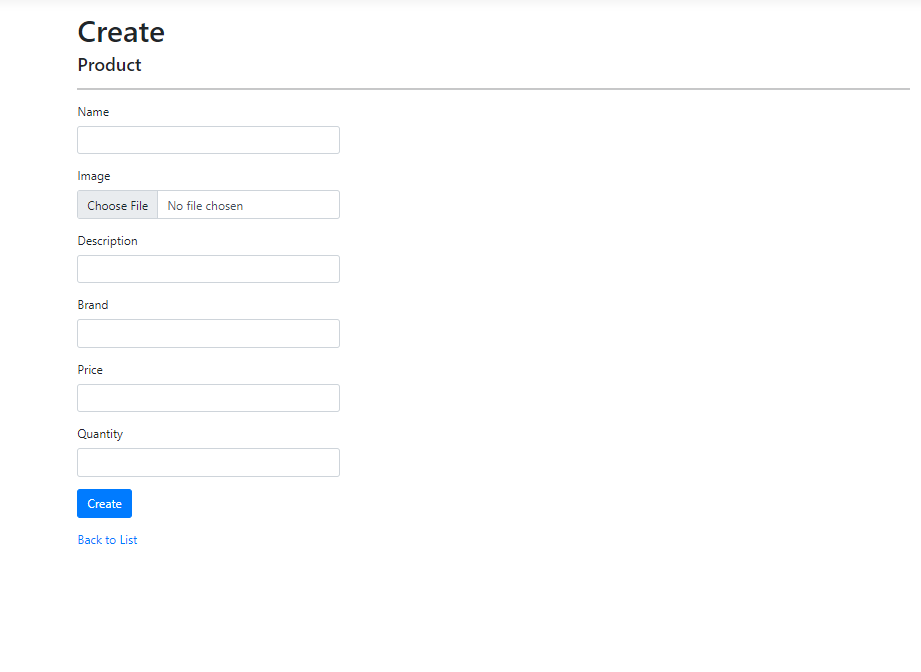 Create
Product
Name
Image
Choose File No file chosen
Description
Brand
Price
Quantity
Create
Back to List